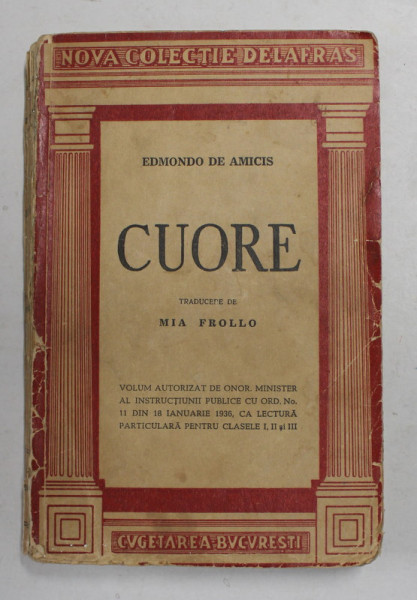 NOVA COLECTIE DELAFRAS
EDMONDO DE AMICIS
CUORE
TRADUCERE DE
MIA FROLLO
VOLUM AUTORIZAT DE ONOR. MINISTER
AL INSTRUCȚIUNII PUBLICE CU ORD. No.
11 DIN 18 IANUARIE 1936, CA LECTURĂ
PARTICULARĂ PENTRU CLASELE I, II și III
CUGETAREA-BUCUREȘTI